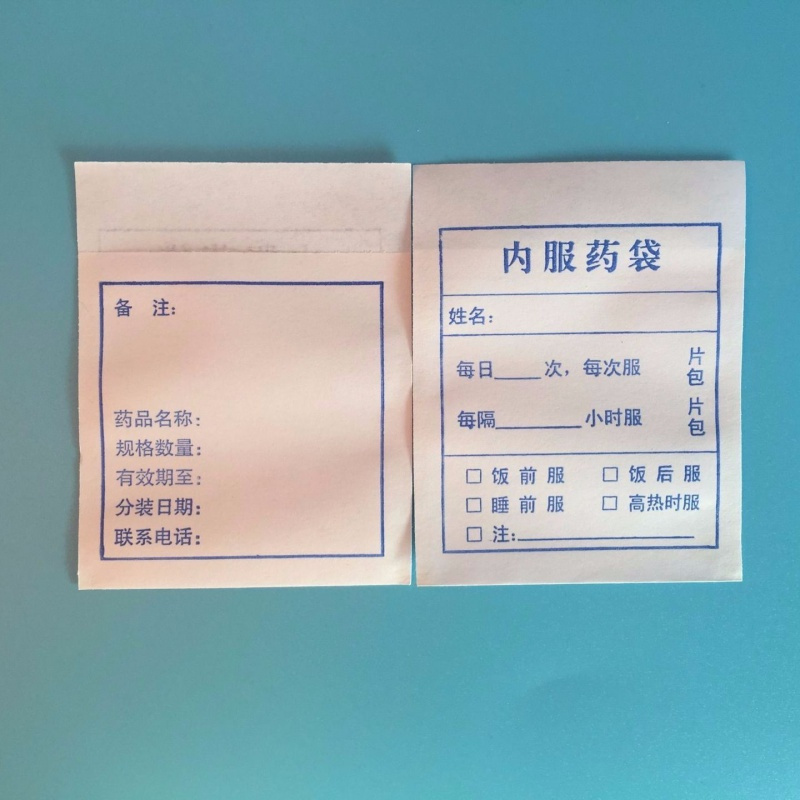 备 注:
药品名称:
规格数量:
有效期至:
分装日期:
联系电话:
内服药袋
姓名:
每日____次，每次服 片包
每隔________小时服 片包
□ 饭前服 □ 饭后服
□ 睡前服 □ 高热时服
□ 注:________________